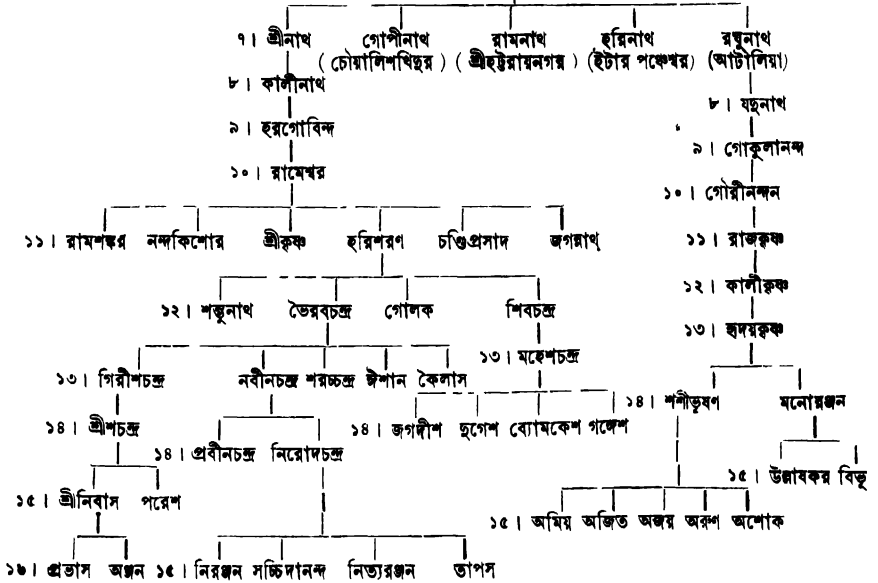 ৭। শ্রীনাথ গোপীনাথ রামনাথ হরিনাথ রঘুনাথ
( চৌয়ালিশখিদুর ) ( শ্রীহট্টরায়নগর ) (ইটার পঞ্চেশ্বর) (আটালিয়া)
৮। কালীনাথ
৮। যদুনাথ
৯। হরগোবিন্দ
৯। গোকুলানন্দ
১০। রামেশ্বর
১০। গৌরীনন্দন
১১। রামশঙ্কর নন্দকিশোর শ্রীকৃষ্ণ হরিশরণ চণ্ডিপ্রসাদ জগন্নাথ
১১। রাজকৃষ্ণ
১২। কালীকৃষ্ণ
১২। শম্ভুনাথ ভৈরবচন্দ্র গোলক শিবচন্দ্র
১৩। হৃদয়কৃষ্ণ
১৩। মহেশচন্দ্র
১৩। গিরীশচন্দ্র নবীনচন্দ্র শরচ্চন্দ্র ঈশান কৈলাস
১৪। শশীভূষণ মনোরঞ্জন
১৪। শ্রীশচন্দ্র
১৪। জগদীশ দুর্গেশ ব্যোমকেশ গঙ্গেশ
১৪। প্রবীনচন্দ্র নিরোদচন্দ্র
১৫। উল্লাষকর বিভূ
১৫। শ্রীনিবাস পরেশ
১৫। অমিয় অজিত অজয় অরুণ অশোক
১৬। প্রভাস অঞ্জন ১৫। নিরঞ্জন সচ্চিদানন্দ নিত্যরঞ্জন তাপস